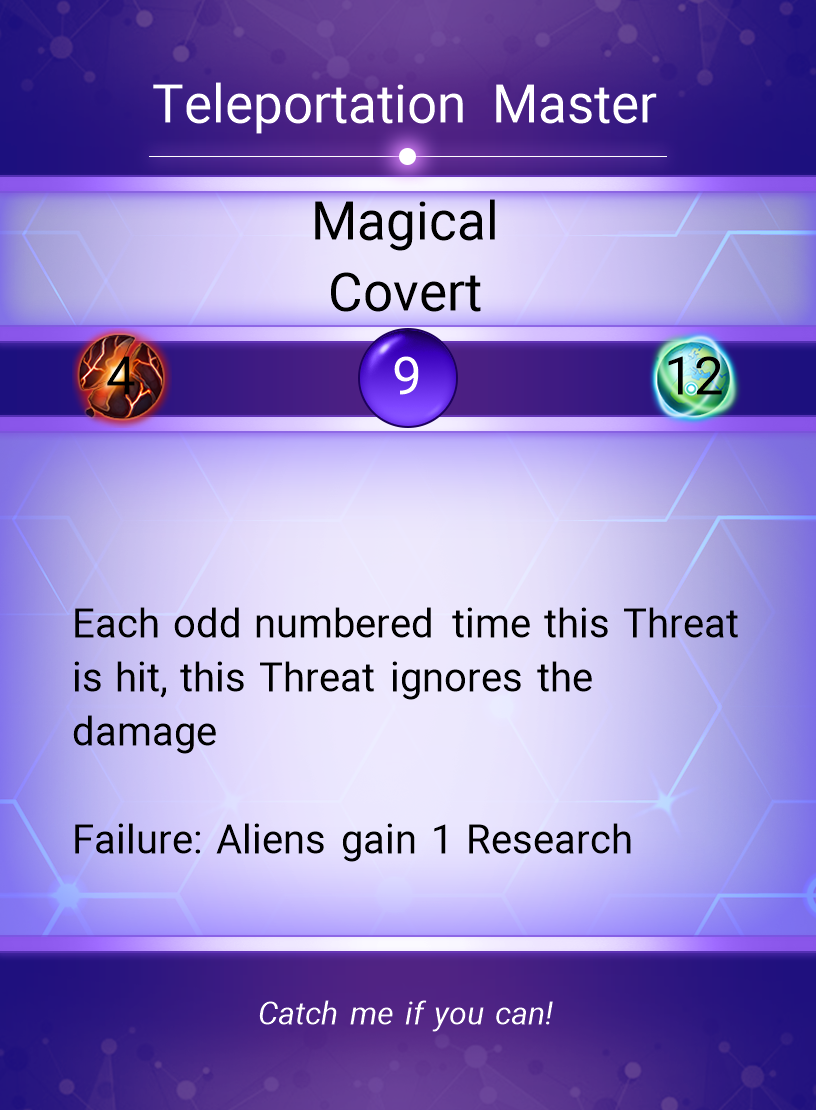 Teleportation Master
Magical
Covert
4 9 12
Each odd numbered time this Threat
is hit, this Threat ignores the
damage
Failure: Aliens gain 1 Research
Catch me if you can!